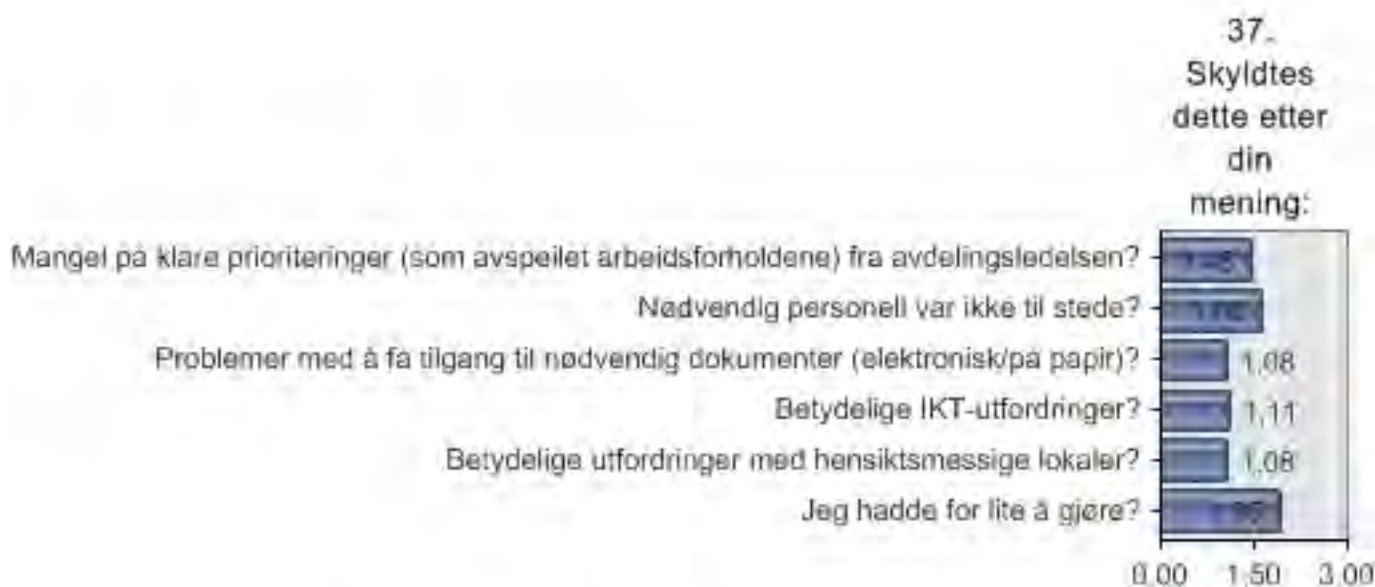 37.
Skyldtes
dette etter
din
mening:
Mangel på klare prioriteringer (som avspeilet arbeidsforholdene) fra avdelingsledelsen?
Nødvendig personell var ikke til stede?
Problemer med å få tilgang til nødvendig dokumenter (elektronisk/på papir)? 1,08
Betydelige IKT-utfordringer? 1,11
Betydelige utfordringer med hensiktsmessige lokaler? 1,08
Jeg hadde for lite å gjøre?
0,00 1,50 3,00